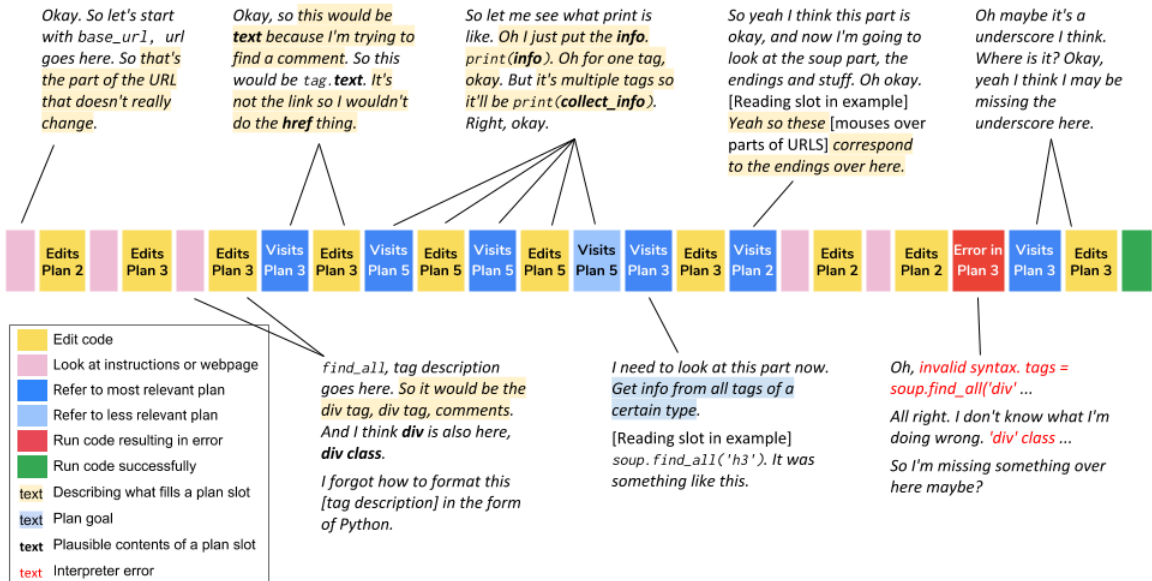 Okay. So let's start
with base_url, url
goes here. So that's
the part of the URL
that doesn't really
change.
Okay, so this would be
text because I'm trying to
find a comment. So this
would be tag.text. It's
not the link so I wouldn't
do the href thing.
So let me see what print is
like. Oh I just put the info.
print(info). Oh for one tag,
okay. But it's multiple tags so
it'll be print(collect_info).
Right, okay.
So yeah I think this part is
okay, and now I'm going to
look at the soup part, the
endings and stuff. Oh okay.
[Reading slot in example]
Yeah so these [mouses over
parts of URLS] correspond
to the endings over here.
Oh maybe it's a
underscore I think.
Where is it? Okay,
yeah I think I may be
missing the
underscore here.
Edits
Plan 2
Edits
Plan 3
Edits
Plan 3
Visits
Plan 3
Edits
Plan 3
Visits
Plan 5
Edits
Plan 5
Visits
Plan 5
Edits
Plan 5
Visits
Plan 5
Visits
Plan 3
Edits
Plan 3
Visits
Plan 2
Edits
Plan 2
Edits
Plan 2
Error in
Plan 3
Visits
Plan 3
Edits
Plan 3
Edit code
Look at instructions or webpage
Refer to most relevant plan
Refer to less relevant plan
Run code resulting in error
Run code successfully
text Describing what fills a plan slot
text Plan goal
text Plausible contents of a plan slot
text Interpreter error
find_all, tag description
goes here. So it would be the
div tag, div tag, comments.
And I think div is also here,
div class.
I forgot how to format this
[tag description] in the form
of Python.
I need to look at this part now.
Get info from all tags of a
certain type.
[Reading slot in example]
soup.find_all('h3'). It was
something like this.
Oh, invalid syntax. tags =
soup.find_all('div' ...
All right. I don't know what I'm
doing wrong. 'div' class ...
So I'm missing something over
here maybe?